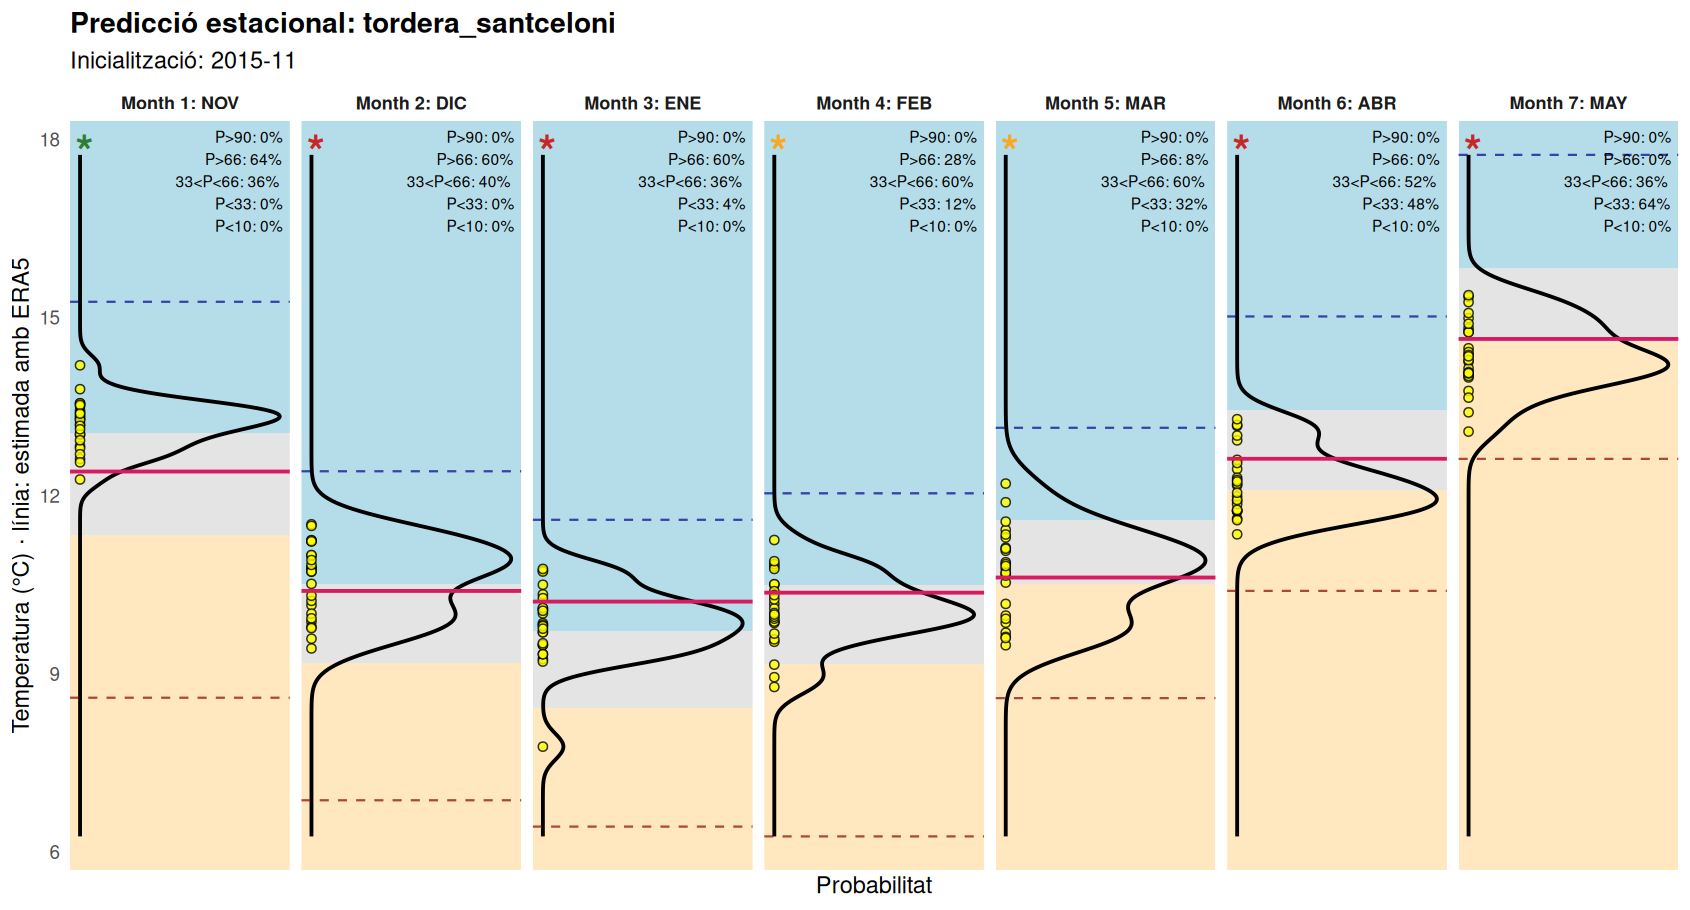 Predicció estacional: tordera_santceloni
Inicialització: 2015-11
Month 1: NOV
Month 2: DIC
Month 3: ENE
Month 4: FEB
Month 5: MAR
Month 6: ABR
Month 7: MAY
Temperatura (°C) · línia: estimada amb ERA5
18
15
12
9
6
*
P>90: 0%
P>66: 64%
33<P<66: 36%
P<33: 0%
P<10: 0%
*
P>90: 0%
P>66: 60%
33<P<66: 40%
P<33: 0%
P<10: 0%
*
P>90: 0%
P>66: 60%
33<P<66: 36%
P<33: 4%
P<10: 0%
*
P>90: 0%
P>66: 28%
33<P<66: 60%
P<33: 12%
P<10: 0%
*
P>90: 0%
P>66: 8%
33<P<66: 60%
P<33: 32%
P<10: 0%
*
P>90: 0%
P>66: 0%
33<P<66: 52%
P<33: 48%
P<10: 0%
*
P>90: 0%
P>66: 0%
33<P<66: 36%
P<33: 64%
P<10: 0%
Probabilitat